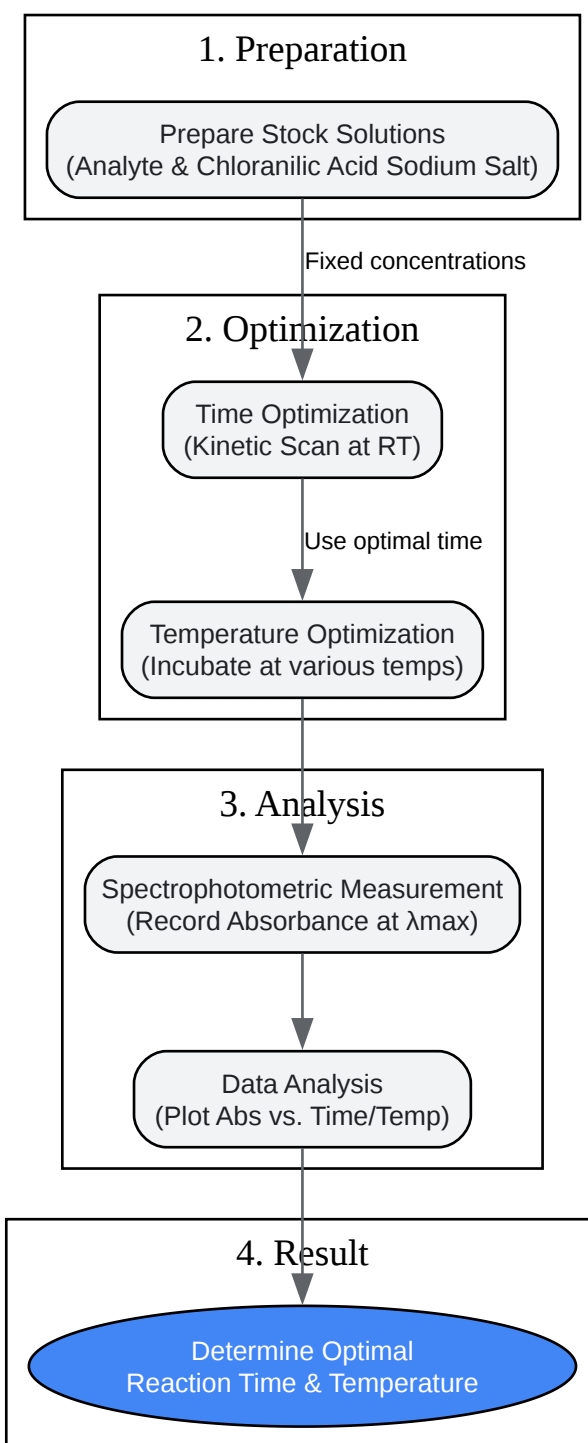 1. Preparation
Prepare Stock Solutions
(Analyte & Chloranilic Acid Sodium Salt)
Fixed concentrations
2. Optimization
Time Optimization
(Kinetic Scan at RT)
Use optimal time
Temperature Optimization
(Incubate at various temps)
3. Analysis
Spectrophotometric Measurement
(Record Absorbance at λmax)
Data Analysis
(Plot Abs vs. Time/Temp)
4. Result
Determine Optimal
Reaction Time & Temperature